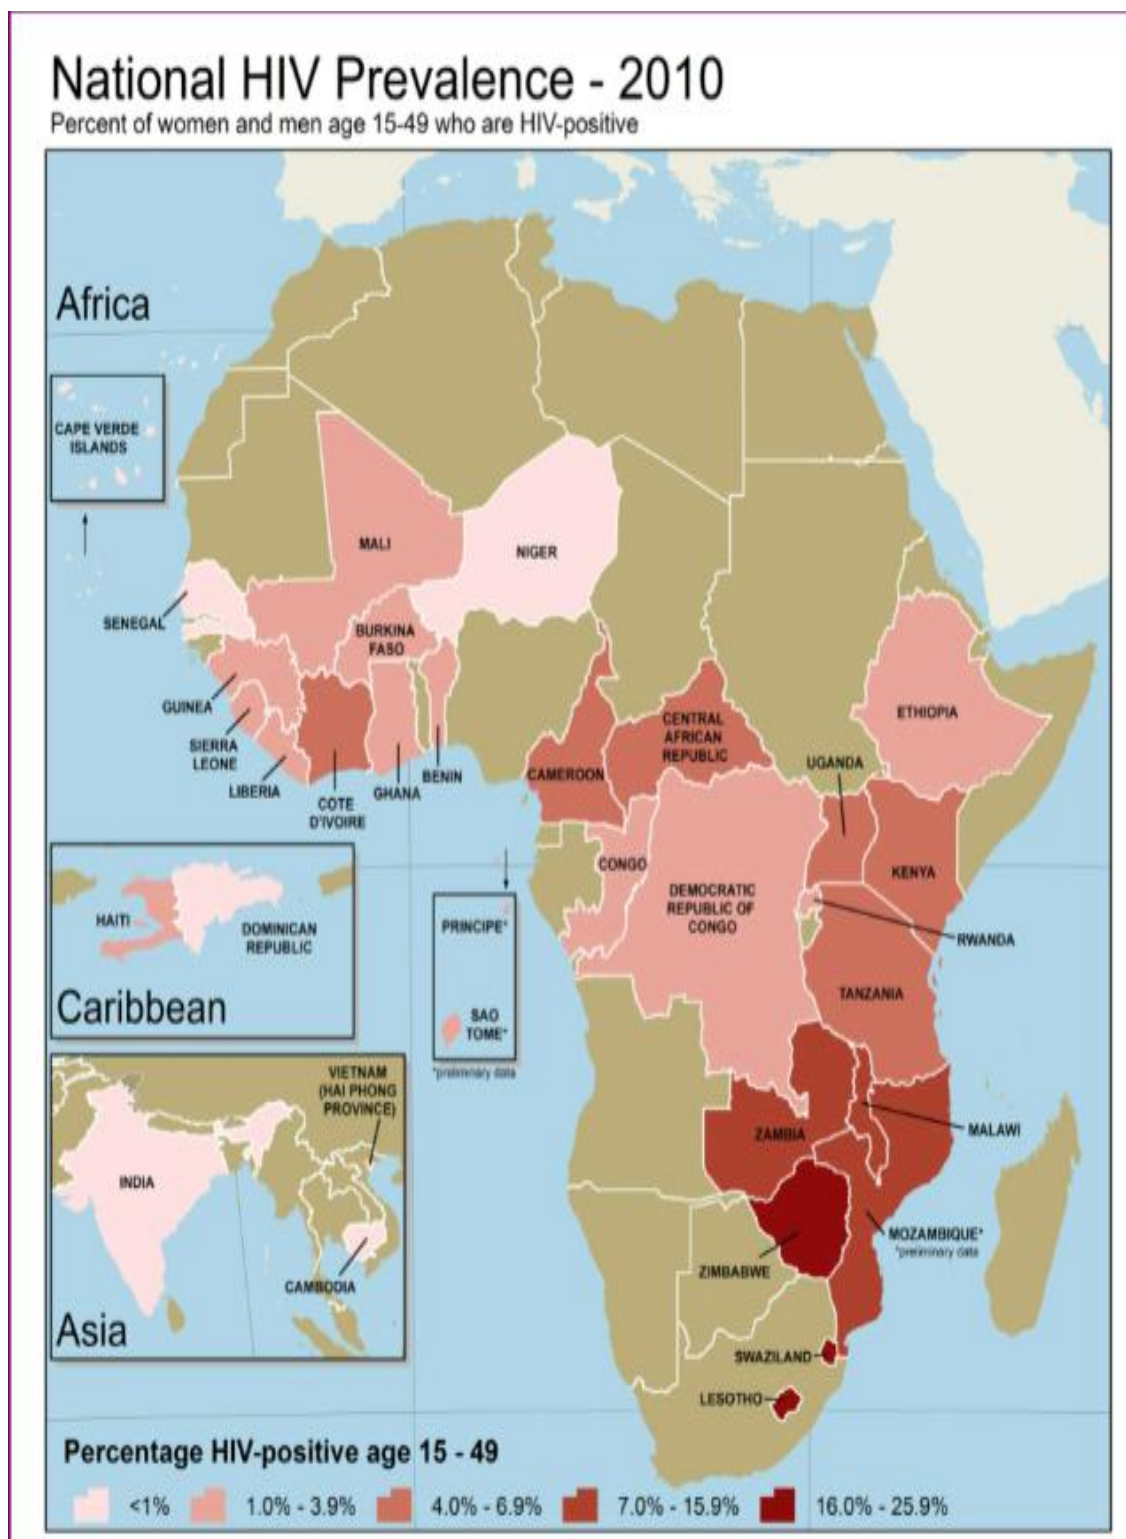 National HIV Prevalence - 2010
Percent of women and men age 15-49 who are HIV-positive
Africa
CAPE VERDE
ISLANDS
MALI
NIGER
SENEGAL
BURKINA
FASO
GUINEA
SIERRA
LEONE
LIBERIA
COTE
D'IVOIRE
GHANA
BENIN
CAMEROON
CENTRAL
AFRICAN
REPUBLIC
ETHIOPIA
UGANDA
KENYA
CONGO
DEMOCRATIC
REPUBLIC OF
CONGO
RWANDA
TANZANIA
HAITI
DOMINICAN
REPUBLIC
Caribbean
PRINCIPE*
SAO
TOME*
*preliminary data
VIETNAM
(HAI PHONG
PROVINCE)
INDIA
CAMBODIA
Asia
ZAMBIA
MALAWI
MOZAMBIQUE*
*preliminary data
ZIMBABWE
SWAZILAND
LESOTHO
Percentage HIV-positive age 15 - 49
<1%
1.0% - 3.9%
4.0% - 6.9%
7.0% - 15.9%
16.0% - 25.9%